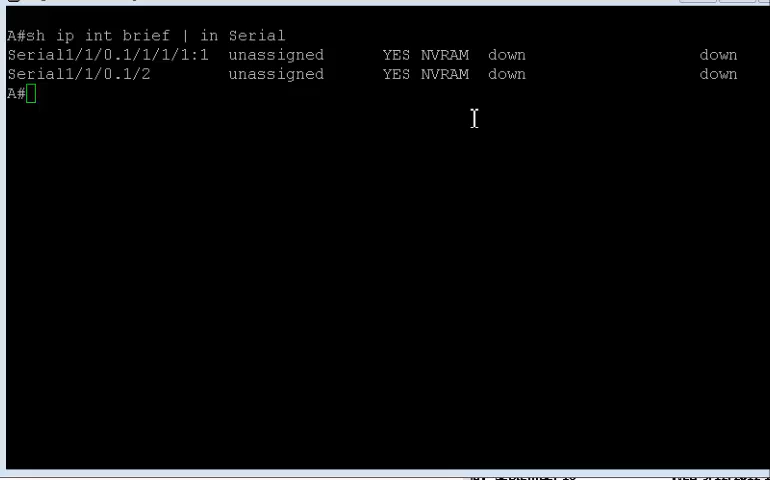 A#sh ip int brief | in Serial
Serial1/1/0.1/1/1/1:1 unassigned YES NVRAM down down
Serial1/1/0.1/2 unassigned YES NVRAM down down
A#